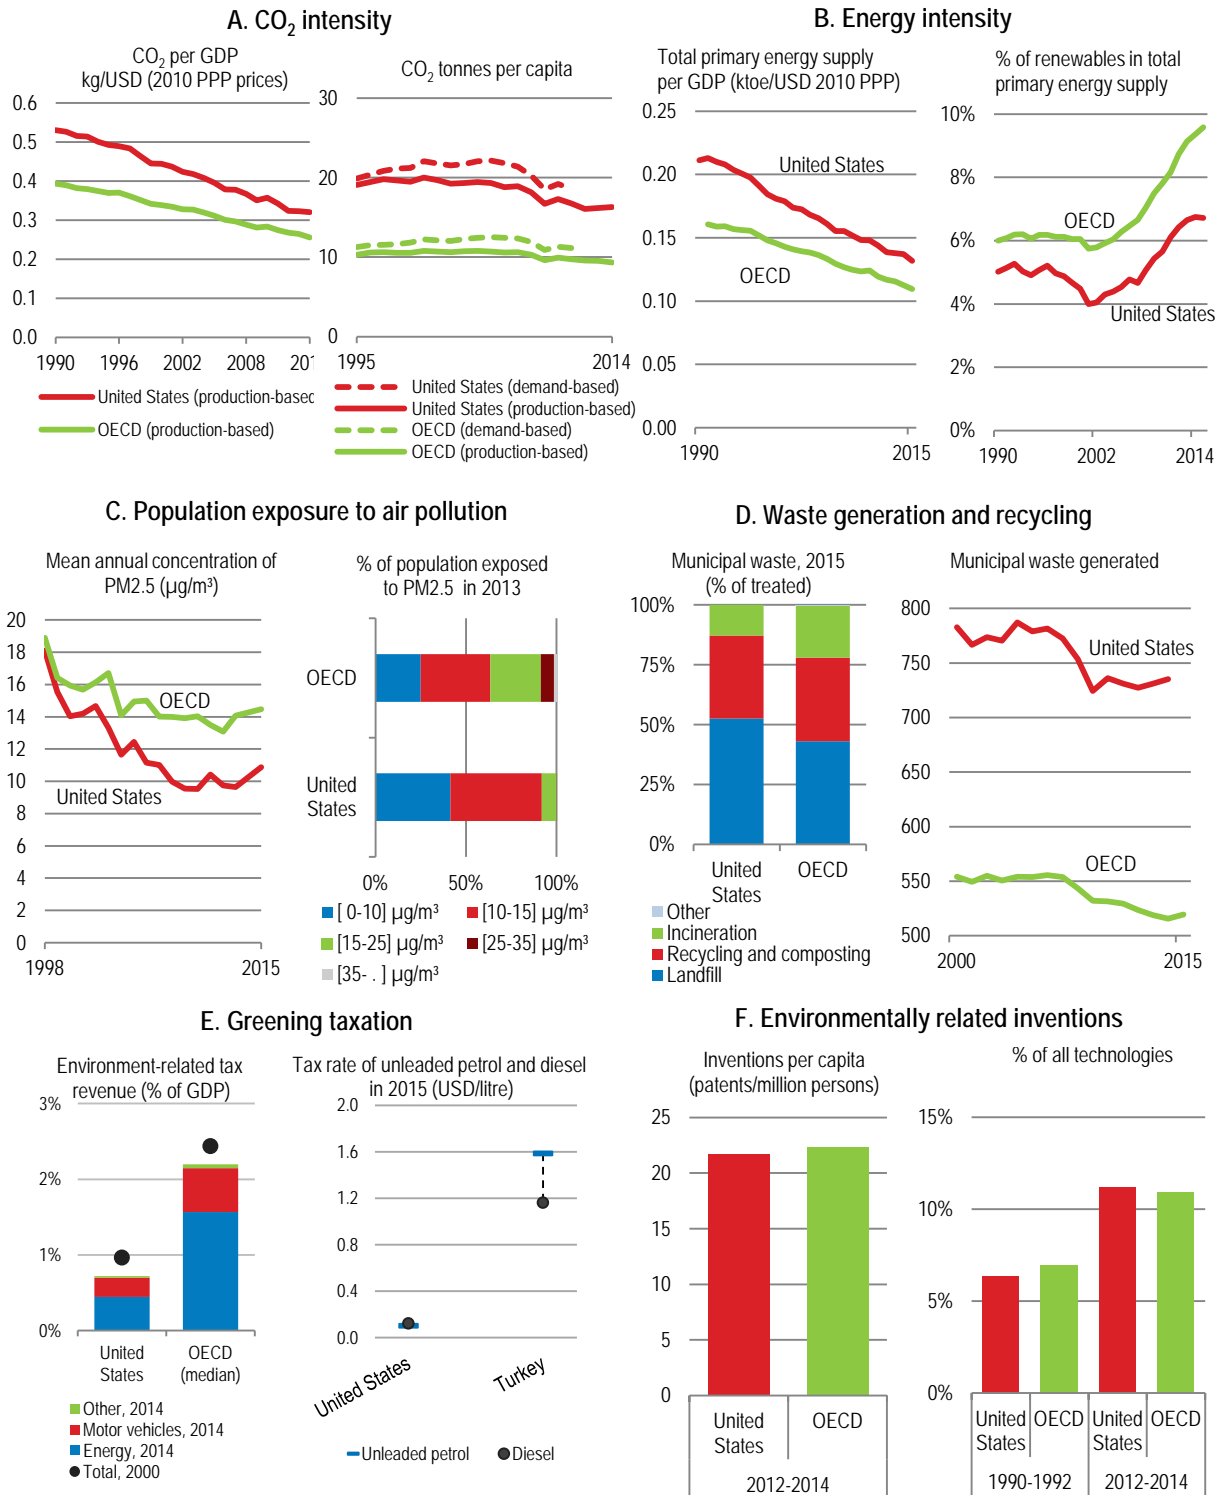 A. CO₂ intensity
CO₂ per GDP
kg/USD (2010 PPP prices)
0.6
0.5
0.4
0.3
0.2
0.1
0.0
1990 1996 2002 2008 201
United States (production-based
OECD (production-based)
CO₂ tonnes per capita
30
20
10
0
1995 2014
United States (demand-based)
United States (production-based)
OECD (demand-based)
OECD (production-based)
B. Energy intensity
Total primary energy supply
per GDP (ktoe/USD 2010 PPP)
0.25
0.20
0.15
0.10
0.05
0.00
United States
OECD
1990 2015
% of renewables in total
primary energy supply
10%
8%
6%
4%
2%
0%
OECD
United States
1990 2002 2014
C. Population exposure to air pollution
Mean annual concentration of
PM2.5 (µg/m³)
20
18
16
14
12
10
8
6
4
2
0
OECD
United States
1998 2015
% of population exposed
to PM2.5 in 2013
OECD
United
States
0% 50% 100%
[ 0-10] µg/m³ [10-15] µg/m³
[15-25] µg/m³ [25-35] µg/m³
[35- . ] µg/m³
D. Waste generation and recycling
Municipal waste, 2015
(% of treated)
100%
75%
50%
25%
0%
United
States
OECD
Other
Incineration
Recycling and composting
Landfill
Municipal waste generated
800
750
700
650
600
550
500
United States
OECD
2000 2015
E. Greening taxation
Environment-related tax
revenue (% of GDP)
3%
2%
1%
0%
United
States
OECD
(median)
Other, 2014
Motor vehicles, 2014
Energy, 2014
Total, 2000
Tax rate of unleaded petrol and diesel
in 2015 (USD/litre)
2.0
1.6
1.2
0.8
0.4
0.0
United States
Turkey
Unleaded petrol Diesel
F. Environmentally related inventions
Inventions per capita
(patents/million persons)
25
20
15
10
5
0
United
States
OECD
2012-2014
% of all technologies
15%
10%
5%
0%
United
States
OECD
United
States
OECD
1990-1992 2012-2014